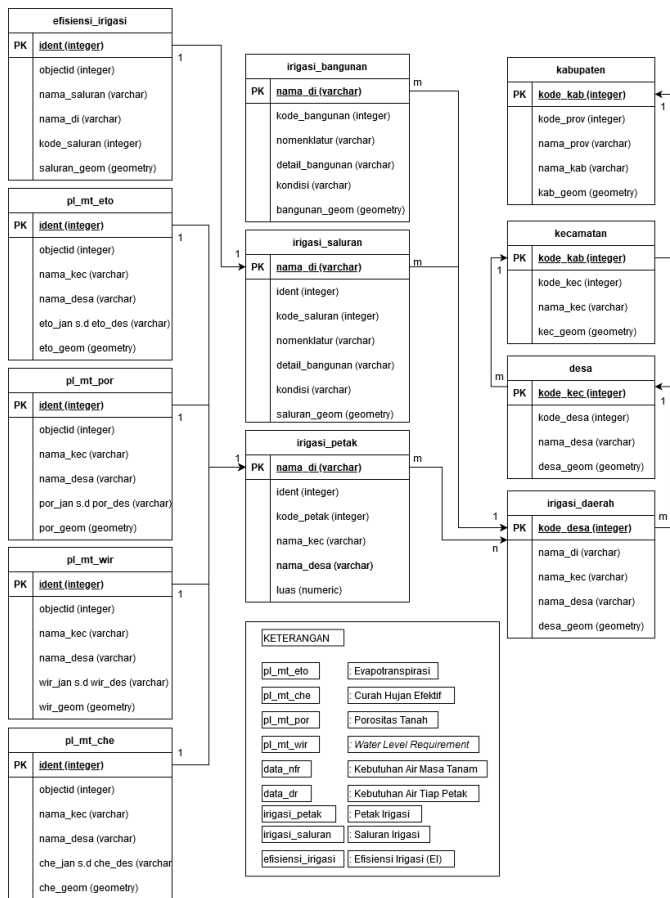 efisiensi_irigasi
PK ident (integer)
objectid (integer)
nama_saluran (varchar)
nama_di (varchar)
kode_saluran (integer)
saluran_geom (geometry)
1
pl_mt_eto
PK ident (integer)
objectid (integer)
nama_kec (varchar)
nama_desa (varchar)
eto_jan s.d eto_des (varchar)
eto_geom (geometry)
1
pl_mt_por
PK ident (integer)
objectid (integer)
nama_kec (varchar)
nama_desa (varchar)
por_jan s.d por_des (varchar)
por_geom (geometry)
1
pl_mt_wir
PK ident (integer)
objectid (integer)
nama_kec (varchar)
nama_desa (varchar)
wir_jan s.d wir_des (varchar)
wir_geom (geometry)
1
pl_mt_che
PK ident (integer)
objectid (integer)
nama_kec (varchar)
nama_desa (varchar)
che_jan s.d che_des (varchar
che_geom (geometry)
1
irigasi_bangunan
PK nama_di (varchar)
kode_bangunan (integer)
nomenklatur (varchar)
detail_bangunan (varchar)
kondisi (varchar)
bangunan_geom (geometry)
m
irigasi_saluran
1 PK nama_di (varchar) m
ident (integer)
kode_saluran (integer)
nomenklatur (varchar)
detail_bangunan (varchar)
kondisi (varchar)
saluran_geom (geometry)
irigasi_petak
1 PK nama_di (varchar) m
ident (integer)
kode_petak (integer)
nama_kec (varchar)
nama_desa (varchar)
luas (numeric)
kabupaten
PK kode_kab (integer)
1
kode_prov (integer)
nama_prov (varchar)
nama_kab (varchar)
kab_geom (geometry)
kecamatan
1 PK kode_kab (integer) m
kode_kec (integer)
nama_kec (varchar)
kec_geom (geometry)
desa
m PK kode_kec (integer)
1
kode_desa (integer)
nama_desa (varchar)
desa_geom (geometry)
irigasi_daerah
1 PK kode_desa (integer) m
n
nama_di (varchar)
nama_kec (varchar)
nama_desa (varchar)
desa_geom (geometry)
KETERANGAN
pl_mt_eto : Evapotranspirasi
pl_mt_che : Curah Hujan Efektif
pl_mt_por : Porositas Tanah
pl_mt_wir : Water Level Requirement
data_nfr : Kebutuhan Air Masa Tanam
data_dr : Kebutuhan Air Tiap Petak
irigasi_petak : Petak Irigasi
irigasi_saluran : Saluran Irigasi
efisiensi_irigasi : Efisiensi Irigasi (EI)